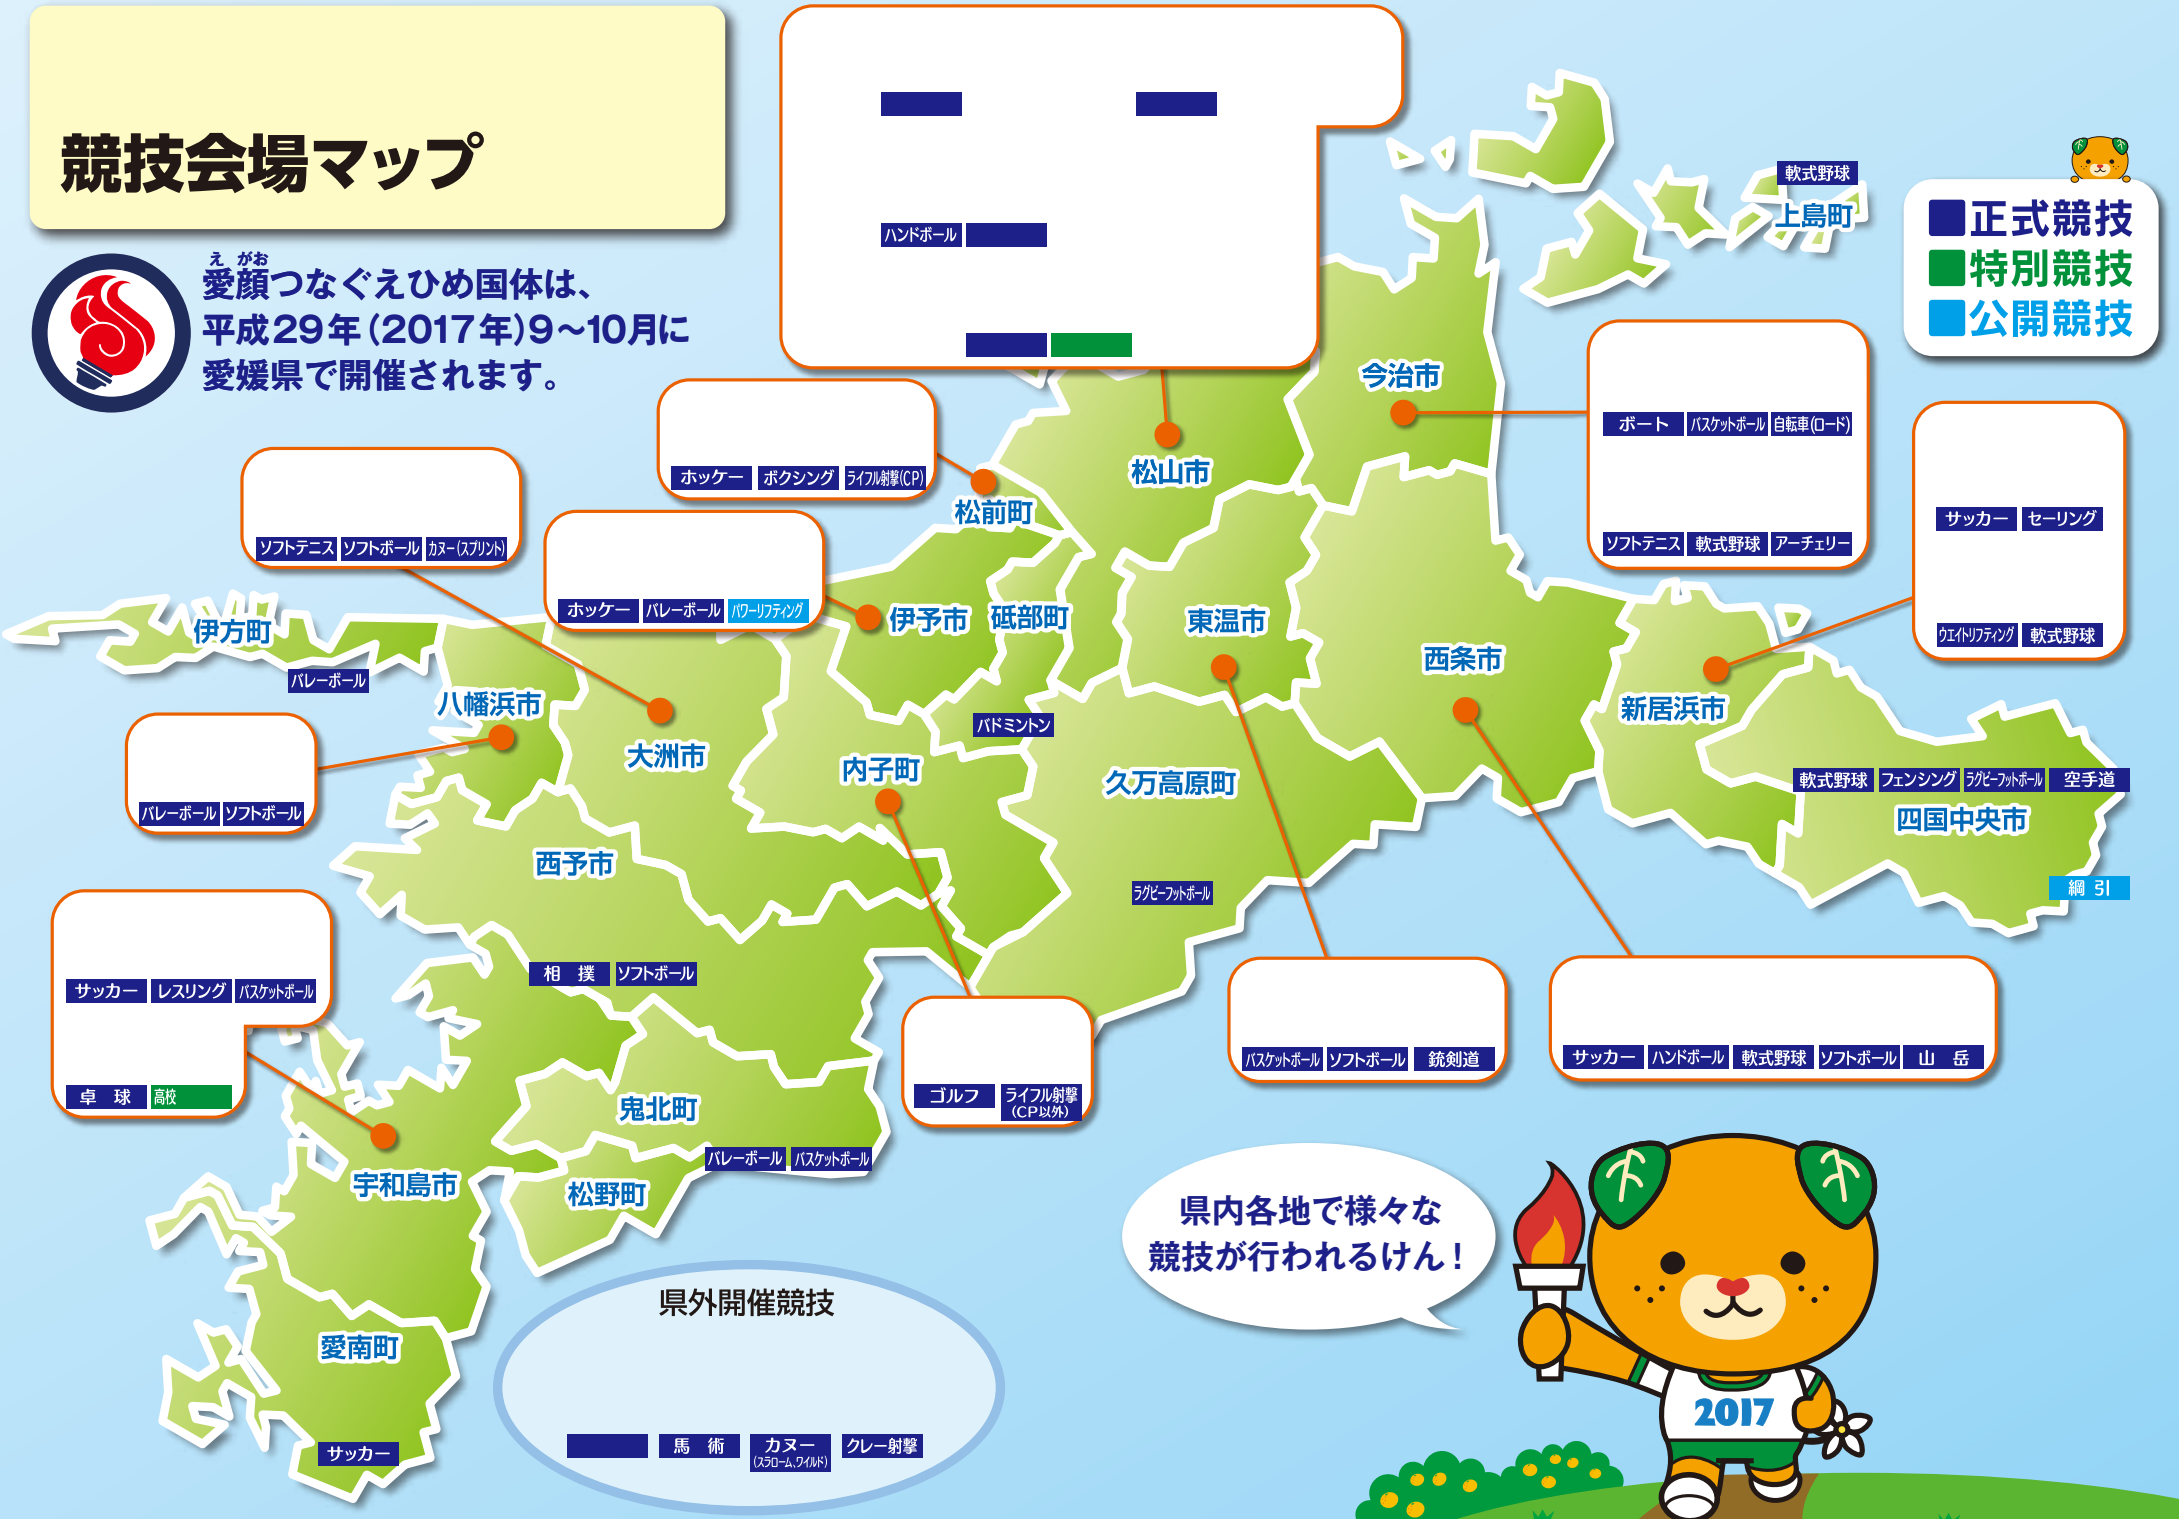 競技会場マップ
え がお
愛顔つなぐえひめ国体は、
平成29年(2017年)9〜10月に
愛媛県で開催されます。
ハンドボール
軟式野球
上島町
正式競技
特別競技
公開競技
今治市
ボート バスケットボール 自転車(ロード)
ソフトテニス 軟式野球 アーチェリー
サッカー セーリング
ウエイトリフティング 軟式野球
松山市
ホッケー ボクシング ライフル射撃(CP)
松前町
ソフトテニス ソフトボール カヌー(スプリント)
ホッケー バレーボール パワーリフティング
伊方町
バレーボール
伊予市
砥部町
バドミントン
東温市
西条市
新居浜市
八幡浜市
大洲市
内子町
久万高原町
ラグビーフットボール
軟式野球 フェンシング ラグビーフットボール 空手道
四国中央市
綱引
バレーボール ソフトボール
西予市
相撲 ソフトボール
サッカー レスリング バスケットボール
卓球 高校
ゴルフ ライフル射撃
(CP以外)
バスケットボール ソフトボール 銃剣道
サッカー ハンドボール 軟式野球 ソフトボール 山岳
鬼北町
バレーボール バスケットボール
宇和島市
松野町
愛南町
サッカー
県外開催競技
馬術 カヌー クレー射撃
(スラローム、ワイルド)
県内各地で様々な
競技が行われるけん!
2017